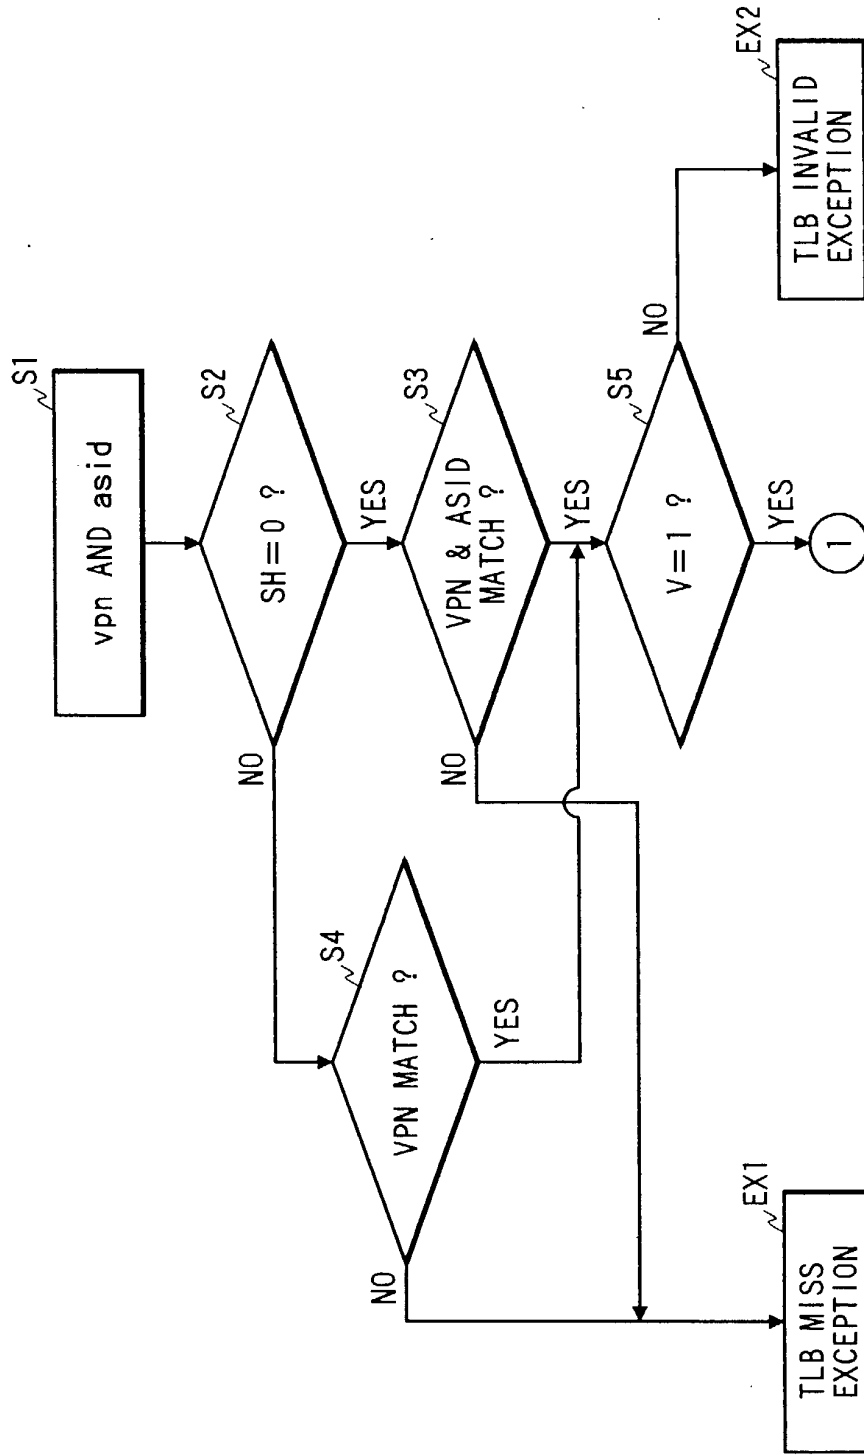 S1
vpn AND asid
S2
SH=0 ?
NO
YES
S3
VPN & ASID
MATCH ?
NO
YES
S4
VPN MATCH ?
NO
YES
S5
V=1 ?
NO
YES
1
EX1
TLB MISS
EXCEPTION
EX2
TLB INVALID
EXCEPTION